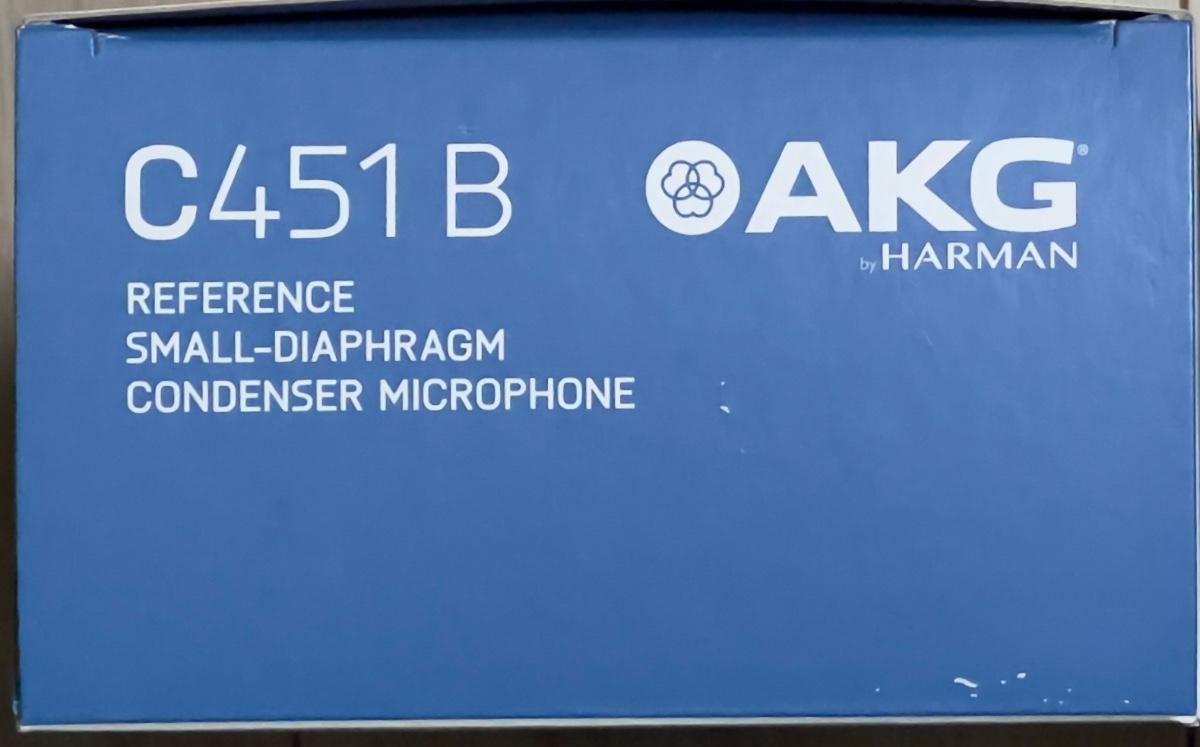 C451 B
AKG®
by HARMAN
REFERENCE
SMALL-DIAPHRAGM
CONDENSER MICROPHONE